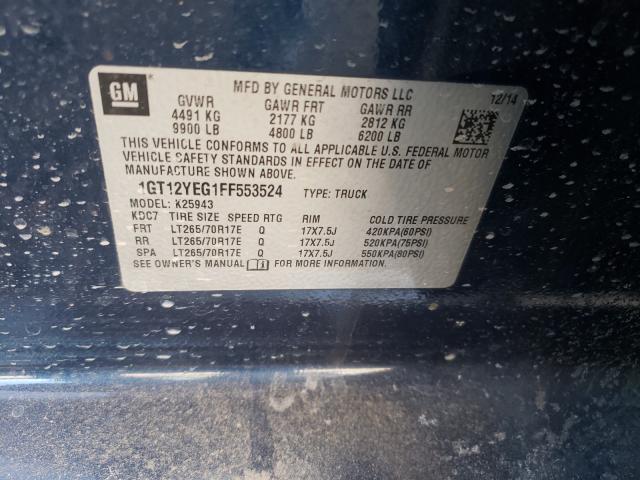 GM
MFD BY GENERAL MOTORS LLC
12/14
GVWR GAWR FRT GAWR RR
4491 KG 2177 KG 2812 KG
9900 LB 4800 LB 6200 LB
THIS VEHICLE CONFORMS TO ALL APPLICABLE U.S. FEDERAL MOTOR
VEHICLE SAFETY STANDARDS IN EFFECT ON THE DATE OF
MANUFACTURE SHOWN ABOVE.
1GT12YEG1FF553524 TYPE: TRUCK
MODEL: K25943
KDC7 TIRE SIZE SPEED RTG RIM COLD TIRE PRESSURE
FRT LT265/70R17E Q 17X7.5J 420KPA(60PSI)
RR LT265/70R17E Q 17X7.5J 520KPA(75PSI)
SPA LT265/70R17E Q 17X7.5J 550KPA(80PSI)
SEE OWNER'S MANUAL FOR MORE INFORMATION.